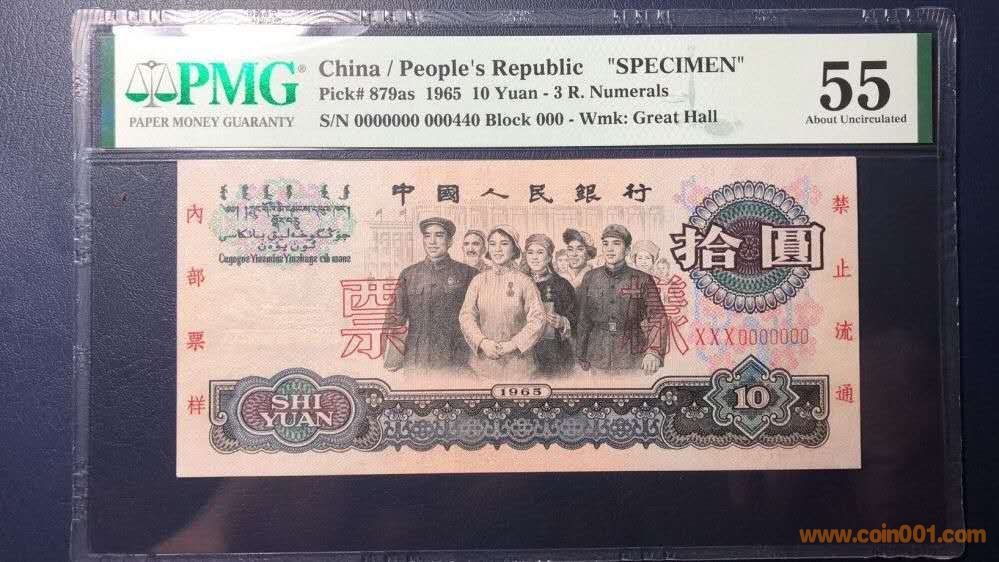 PMG®
PAPER MONEY GUARANTY
China / People's Republic "SPECIMEN"
Pick# 879as 1965 10 Yuan - 3 R. Numerals
S/N 0000000 000440 Block 000 - Wmk: Great Hall
55
About Uncirculated
中國人民銀行
內部票样
禁止流通
拾圓
票樣
XXX0000000
1965
SHI
YUAN
10
www.coin001.com